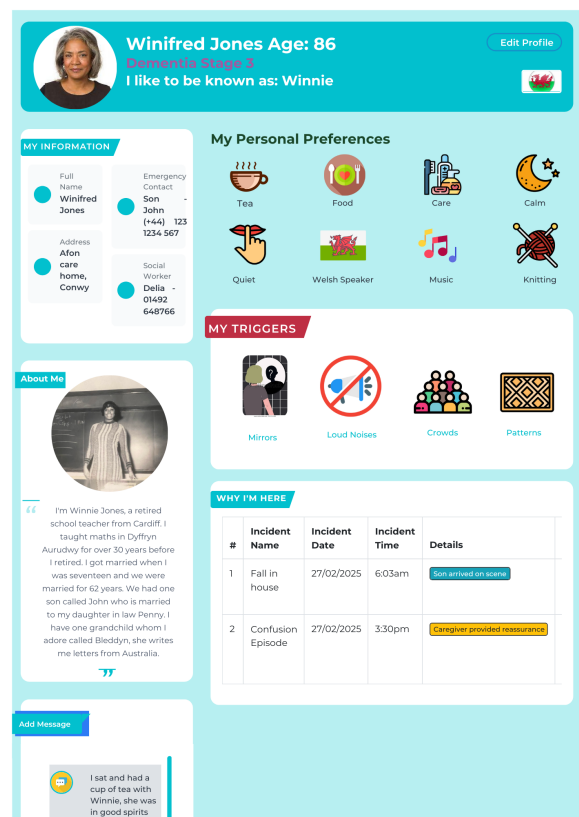 Winifred Jones Age: 86
Dementia Stage 3
I like to be known as: Winnie
Edit Profile
MY INFORMATION
Full
Name
Winifred
Jones
Emergency
Contact
Son -
John
(+44) 123
1234 567
Address
Afon
care
home,
Conwy
Social
Worker
Delia -
01492
648766
My Personal Preferences
Tea
Food
Care
Calm
Quiet
Welsh Speaker
Music
Knitting
MY TRIGGERS
?
Mirrors
Loud Noises
Crowds
Patterns
About Me
“
I'm Winnie Jones, a retired
school teacher from Cardiff. I
taught maths in Dyffryn
Aurudwy for over 30 years before
I retired. I got married when I
was seventeen and we were
married for 62 years. We had one
son called John who is married
to my daughter in law Penny. I
have one grandchild whom I
adore called Bleddyn, she writes
me letters from Australia.
”
WHY I'M HERE
# Incident Name Incident Date Incident Time Details
1 Fall in house 27/02/2025 6:03am Son arrived on scene
2 Confusion Episode 27/02/2025 3:30pm Caregiver provided reassurance
Add Message
I sat and had a
cup of tea with
Winnie, she was
in good spirits